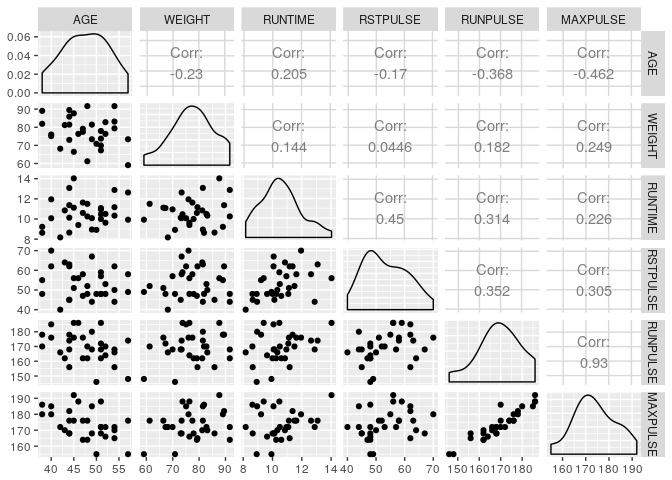 AGE WEIGHT RUNTIME RSTPULSE RUNPULSE MAXPULSE
0.06
0.04
0.02
0.00
Corr: Corr: Corr: Corr: Corr:
-0.23 0.205 -0.17 -0.368 -0.462
AGE
90
80
70
60
Corr: Corr: Corr: Corr:
0.144 0.0446 0.182 0.249
WEIGHT
14
12
10
8
Corr: Corr: Corr:
0.45 0.314 0.226
RUNTIME
70
60
50
40
Corr: Corr:
0.352 0.305
RSTPULSE
180
170
160
150
Corr:
0.93
RUNPULSE
190
180
170
160
MAXPULSE
40 45 50 55 60 70 80 90 8 10 12 14 40 50 60 70 150 160 170 180 160 170 180 190